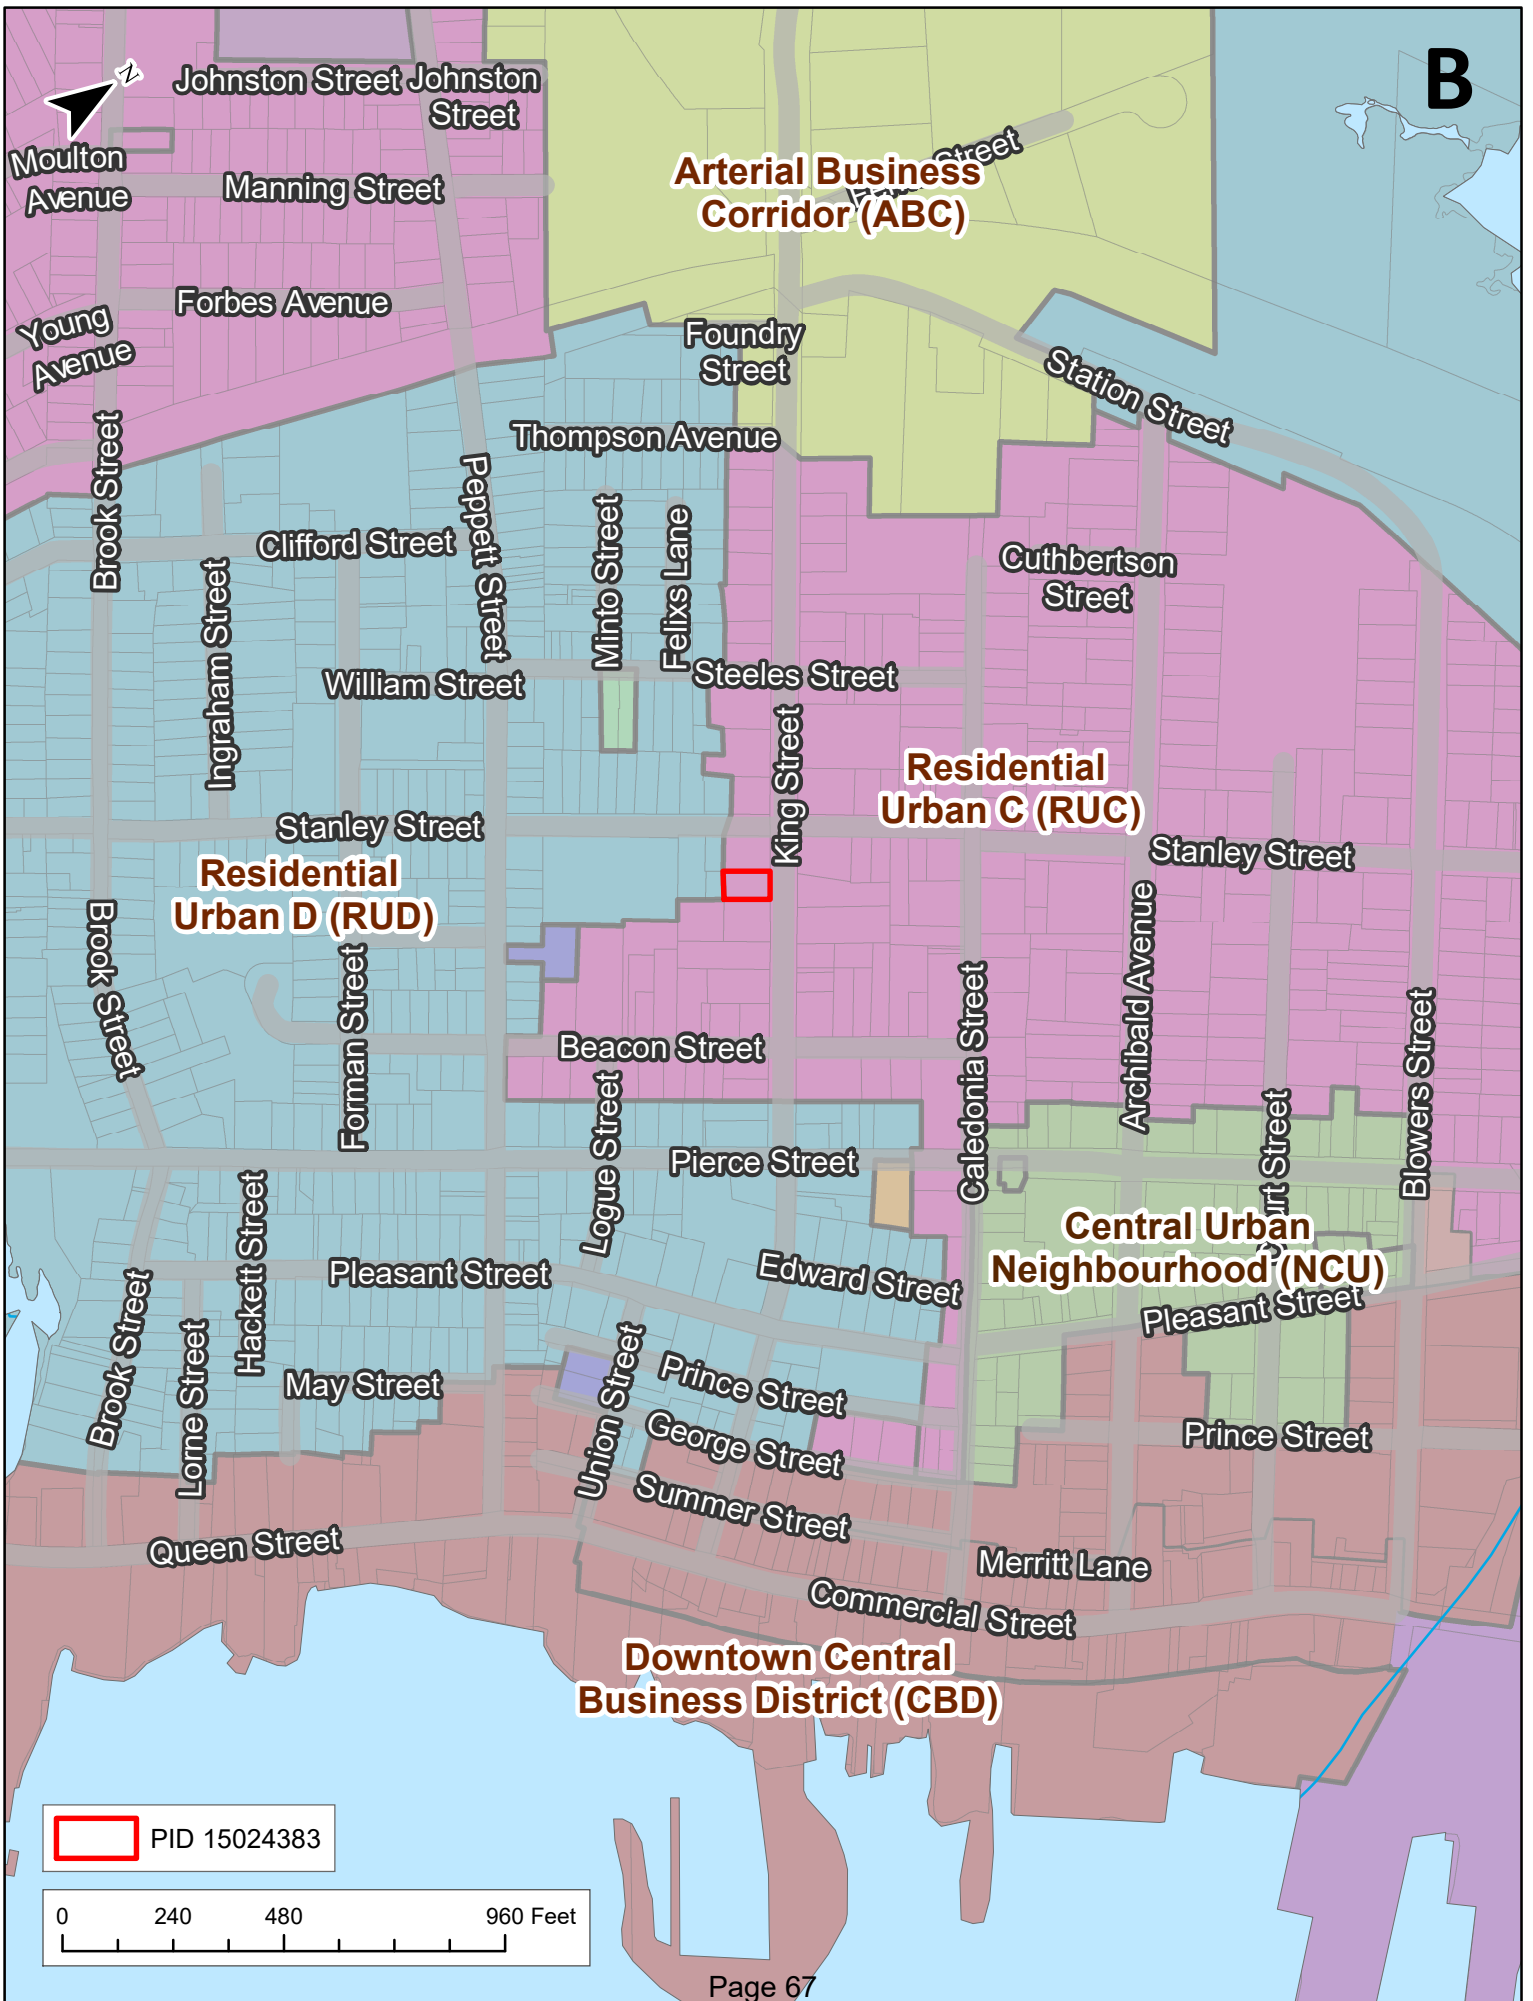 B
N
Johnston Street
Johnston
Street
Moulton
Avenue
Manning Street
Street
Arterial Business
Corridor (ABC)
Forbes Avenue
Young
Avenue
Foundry
Street
Station Street
Brook Street
Thompson Avenue
Peppett Street
Clifford Street
Minto Street
Felixs Lane
Cuthbertson
Street
Ingraham Street
William Street
Steeles Street
King Street
Residential
Urban C (RUC)
Stanley Street
Stanley Street
Residential
Urban D (RUD)
Brook Street
Forman Street
Archibald Avenue
Caledonia Street
Blowers Street
Beacon Street
Logue Street
Pierce Street
Hackett Street
Central Urban
Neighbourhood (NCU)
urt Street
Pleasant Street
Edward Street
Pleasant Street
Brook Street
Lorne Street
May Street
Union Street
Prince Street
George Street
Prince Street
Summer Street
Queen Street
Merritt Lane
Commercial Street
Downtown Central
Business District (CBD)
PID 15024383
0 240 480 960 Feet
Page 67